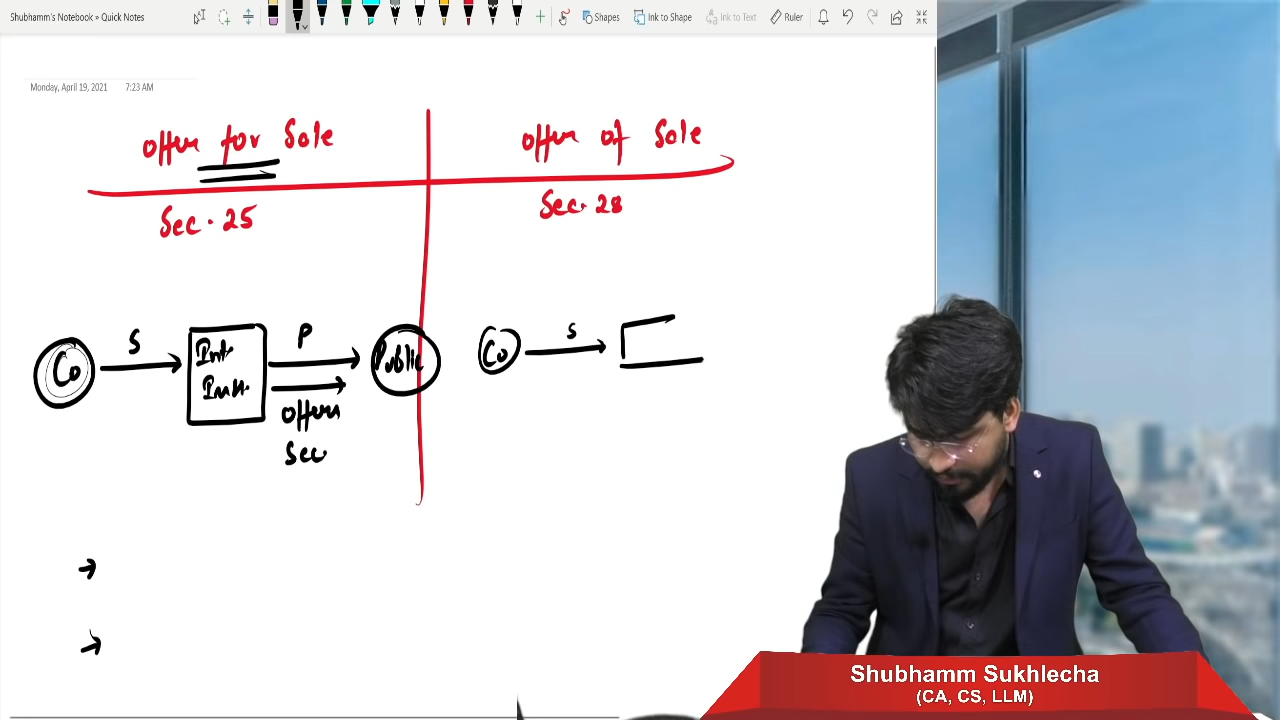 Shubhamm's Notebook » Quick Notes
Shapes
Ink to Shape
Ink to Text
Ruler
Monday, April 19, 2021 7:23 AM
Offer for Sale
Offer of Sale
Sec. 25
Sec. 28
Co
S
Int.
P
Public
Offers
Sec
Co
S
Shubhamm Sukhlecha
(CA, CS, LLM)